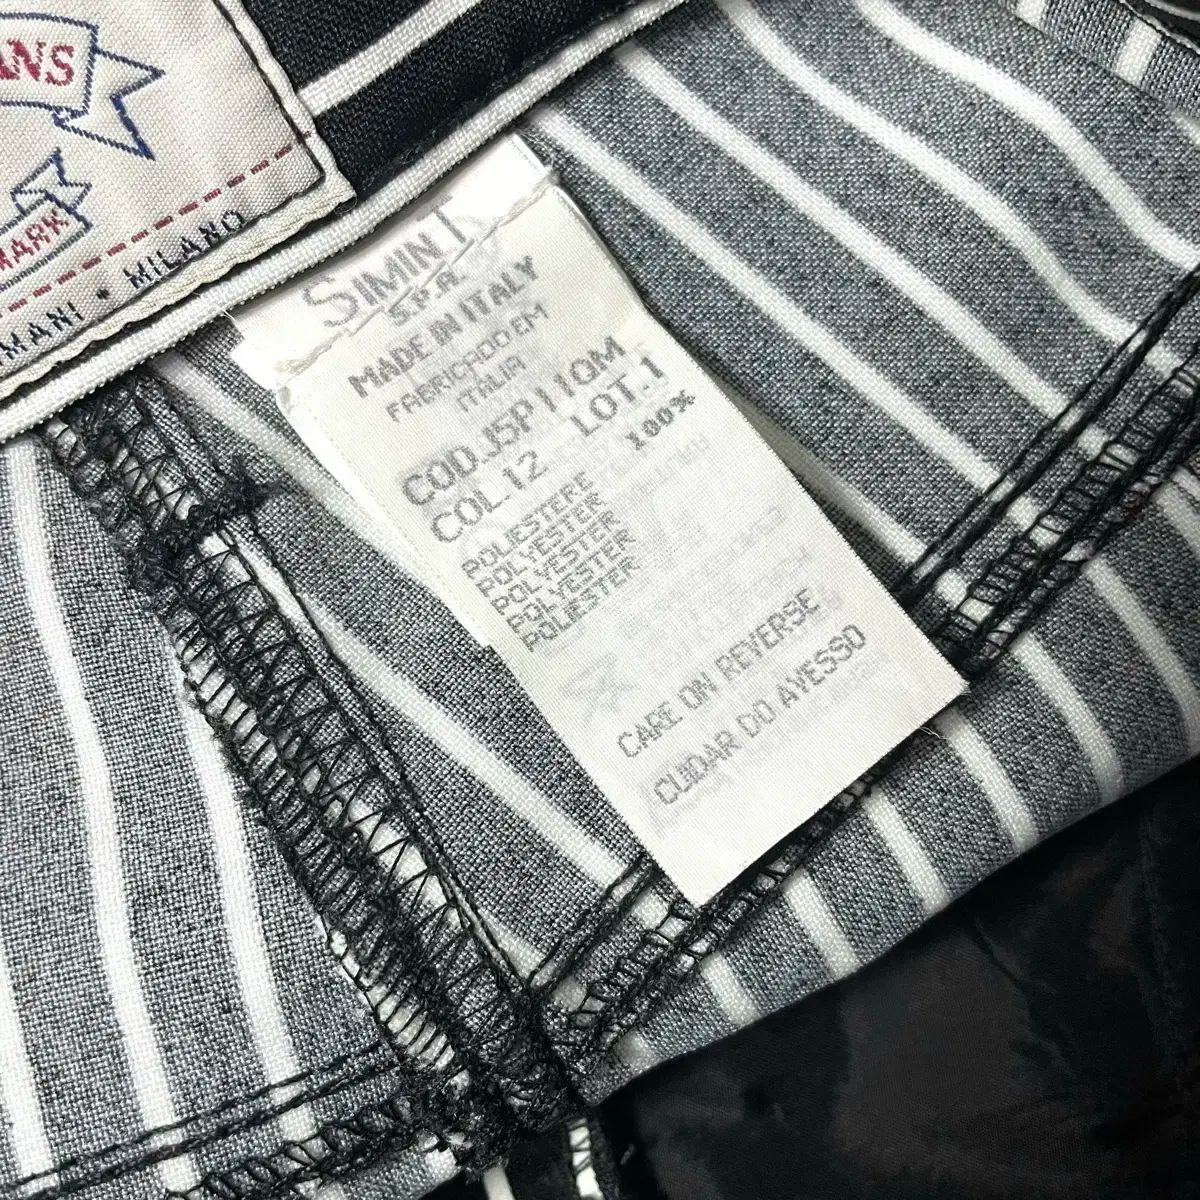 ANS
MARK
MANI • MILANO
SIMINT
S.P.A.
MADE IN ITALY
FABRICADO EM
ITALIA
COD.J5P11QM
COL.12 LOT.1
100%
POLIESTERE
POLYESTER
POLYESTER
POLYESTER
POLIESTER
CARE ON REVERSE
CUIDAR DO AVESSO